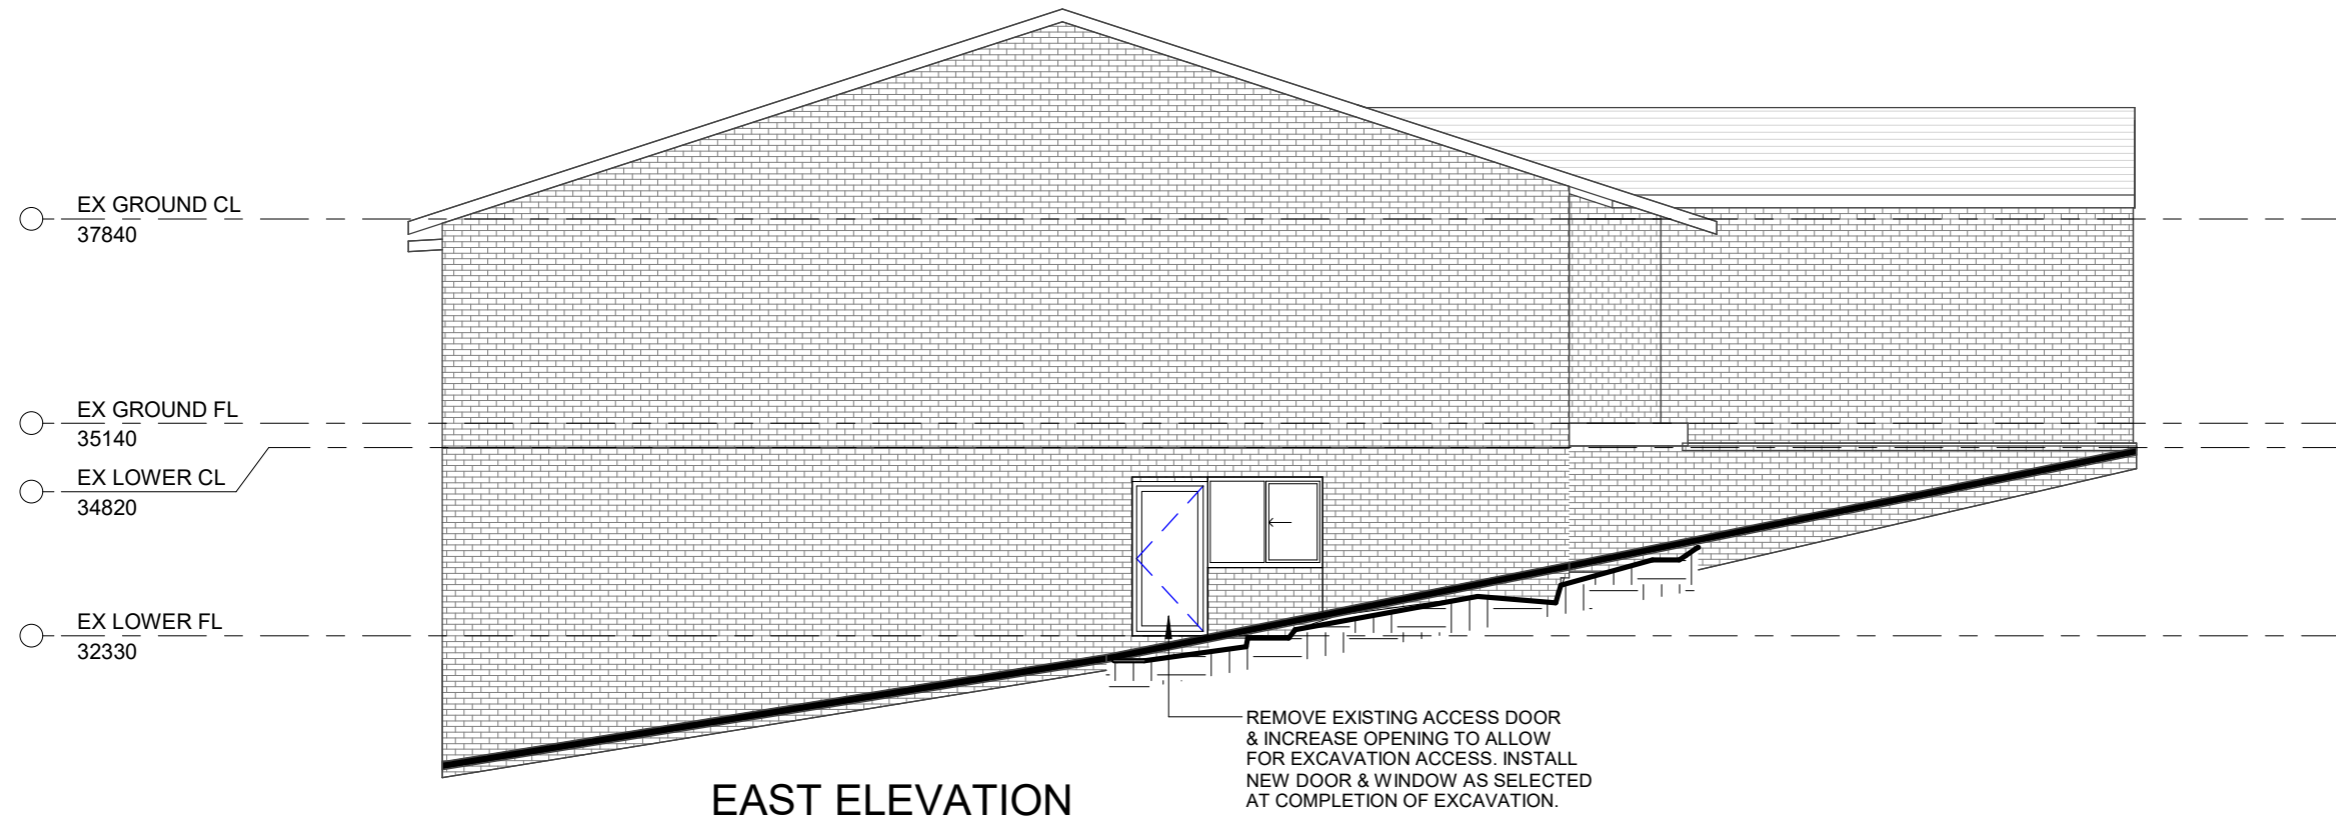 EX GROUND CL
37840
EX GROUND FL
35140
EX LOWER CL
34820
EX LOWER FL
32330
REMOVE EXISTING ACCESS DOOR
& INCREASE OPENING TO ALLOW
FOR EXCAVATION ACCESS. INSTALL
NEW DOOR & WINDOW AS SELECTED
AT COMPLETION OF EXCAVATION.
EAST ELEVATION